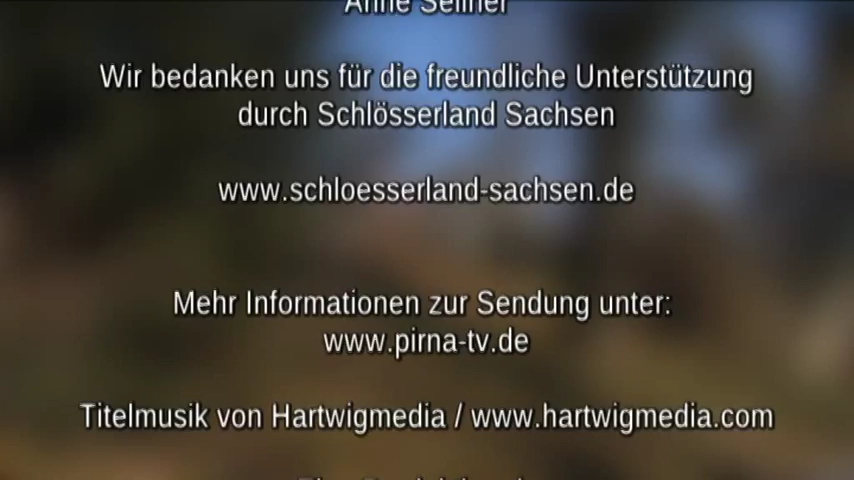 Wir bedanken uns für die freundliche Unterstützung
durch Schlösserland Sachsen
www.schloesserland-sachsen.de
Mehr Informationen zur Sendung unter:
www.pirna-tv.de
Titelmusik von Hartwigmedia / www.hartwigmedia.com